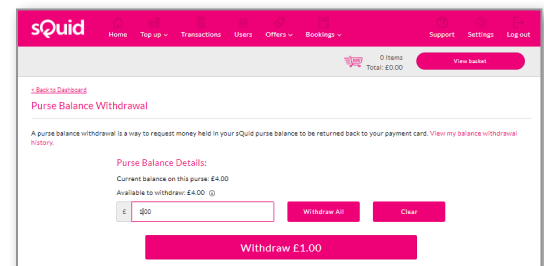 sQuid
Home Top up Transactions Users Offers Bookings Support Settings Log out
0 Items
Total: £0.00
View basket
< Back to Dashboard
Purse Balance Withdrawal
A purse balance withdrawal is a way to request money held in your sQuid purse balance to be returned back to your payment card. View my balance withdrawal
history.
Purse Balance Details:
Current balance on this purse: £4.00
Available to withdraw: £4.00
£ 1.00 Withdraw All Clear
Withdraw £1.00